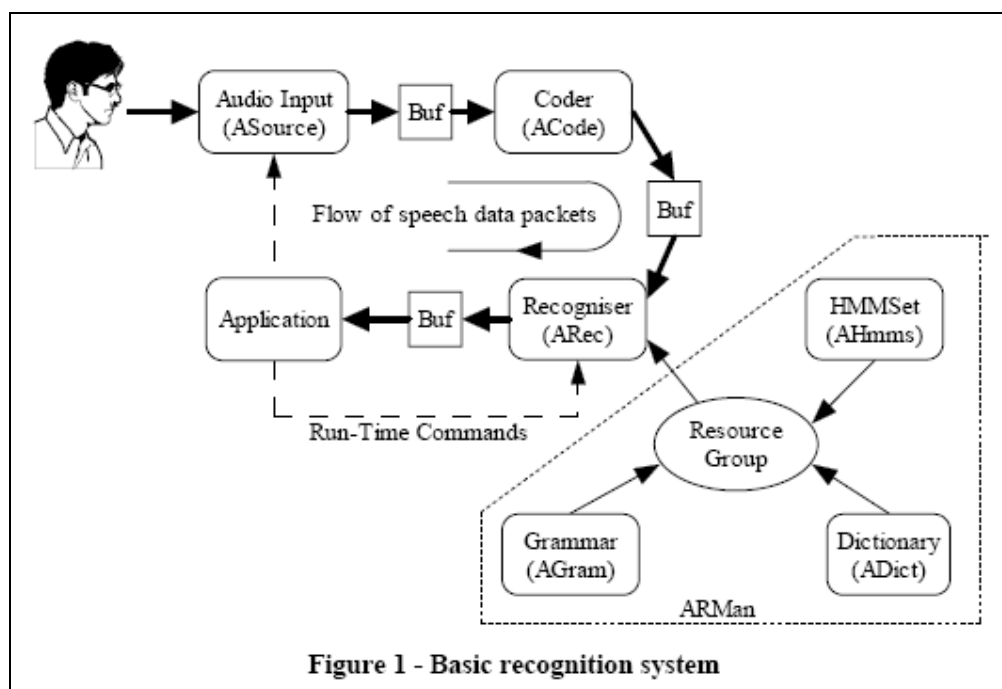 Audio Input
(ASource)
Buf
Coder
(ACode)
Flow of speech data packets
Buf
Application
Buf
Recogniser
(ARec)
HMMSet
(AHmms)
Run-Time Commands
Resource
Group
Grammar
(AGram)
Dictionary
(ADict)
ARMan
Figure 1 - Basic recognition system